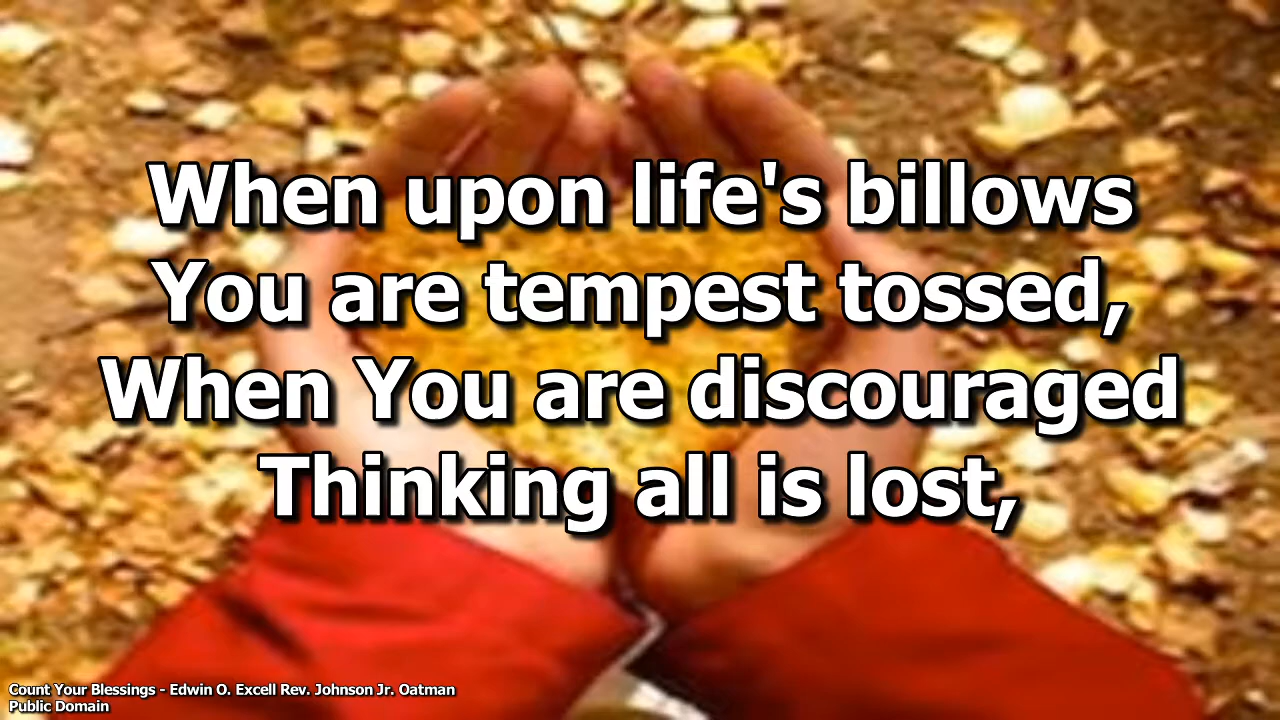 When upon life's billows
You are tempest tossed,
When You are discouraged
Thinking all is lost,
Count Your Blessings - Edwin O. Excell Rev. Johnson Jr. Oatman
Public Domain